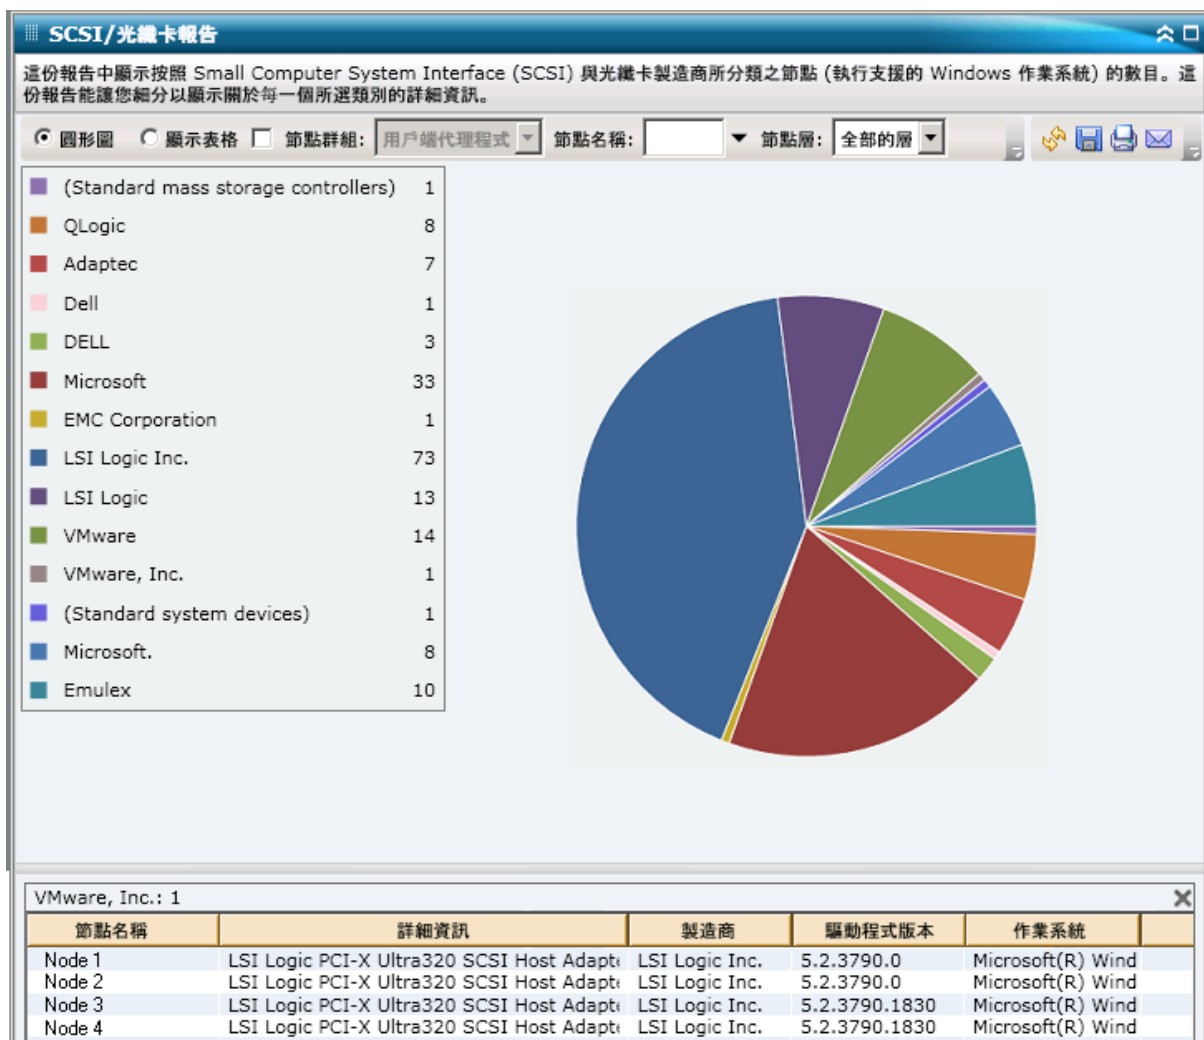 SCSI/光纖卡報告
這份報告中顯示按照 Small Computer System Interface (SCSI) 與光纖卡製造商所分類之節點 (執行支援的 Windows 作業系統) 的數目。這
份報告能讓您細分以顯示關於每一個所選類別的詳細資訊。
圓形圖 顯示表格 節點群組: 用戶端代理程式 節點名稱: 節點層: 全部的層
(Standard mass storage controllers) 1
QLogic 8
Adaptec 7
Dell 1
DELL 3
Microsoft 33
EMC Corporation 1
LSI Logic Inc. 73
LSI Logic 13
VMware 14
VMware, Inc. 1
(Standard system devices) 1
Microsoft. 8
Emulex 10
VMware, Inc.: 1
節點名稱 詳細資訊 製造商 驅動程式版本 作業系統
Node 1 LSI Logic PCI-X Ultra320 SCSI Host Adapte LSI Logic Inc. 5.2.3790.0 Microsoft(R) Wind
Node 2 LSI Logic PCI-X Ultra320 SCSI Host Adapte LSI Logic Inc. 5.2.3790.0 Microsoft(R) Wind
Node 3 LSI Logic PCI-X Ultra320 SCSI Host Adapte LSI Logic Inc. 5.2.3790.1830 Microsoft(R) Wind
Node 4 LSI Logic PCI-X Ultra320 SCSI Host Adapte LSI Logic Inc. 5.2.3790.1830 Microsoft(R) Wind